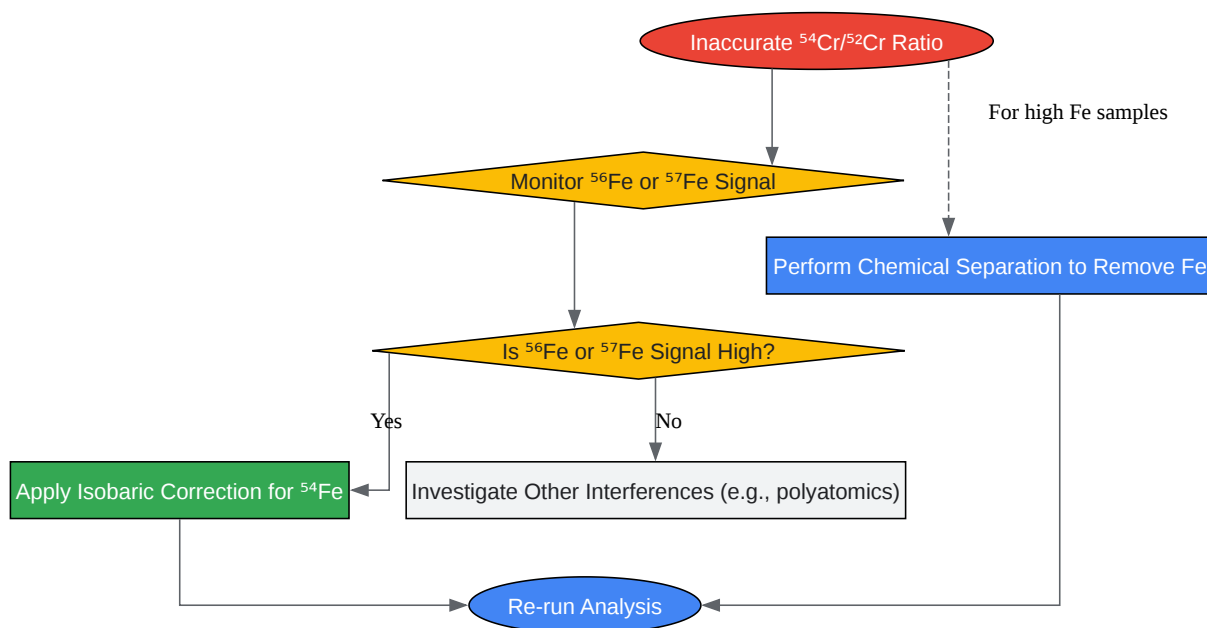 Inaccurate ⁵⁴Cr/⁵²Cr Ratio
For high Fe samples
Monitor ⁵⁶Fe or ⁵⁷Fe Signal
Perform Chemical Separation to Remove Fe
Is ⁵⁶Fe or ⁵⁷Fe Signal High?
Yes
No
Apply Isobaric Correction for ⁵⁴Fe
Investigate Other Interferences (e.g., polyatomics)
Re-run Analysis